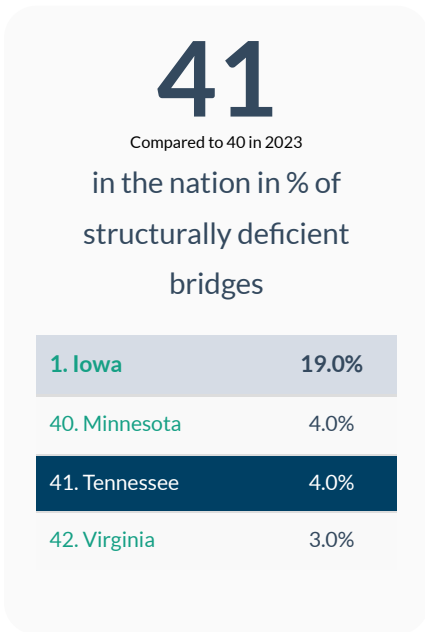 41
Compared to 40 in 2023
in the nation in % of
structurally deficient
bridges
1. Iowa 19.0%
40. Minnesota 4.0%
41. Tennessee 4.0%
42. Virginia 3.0%